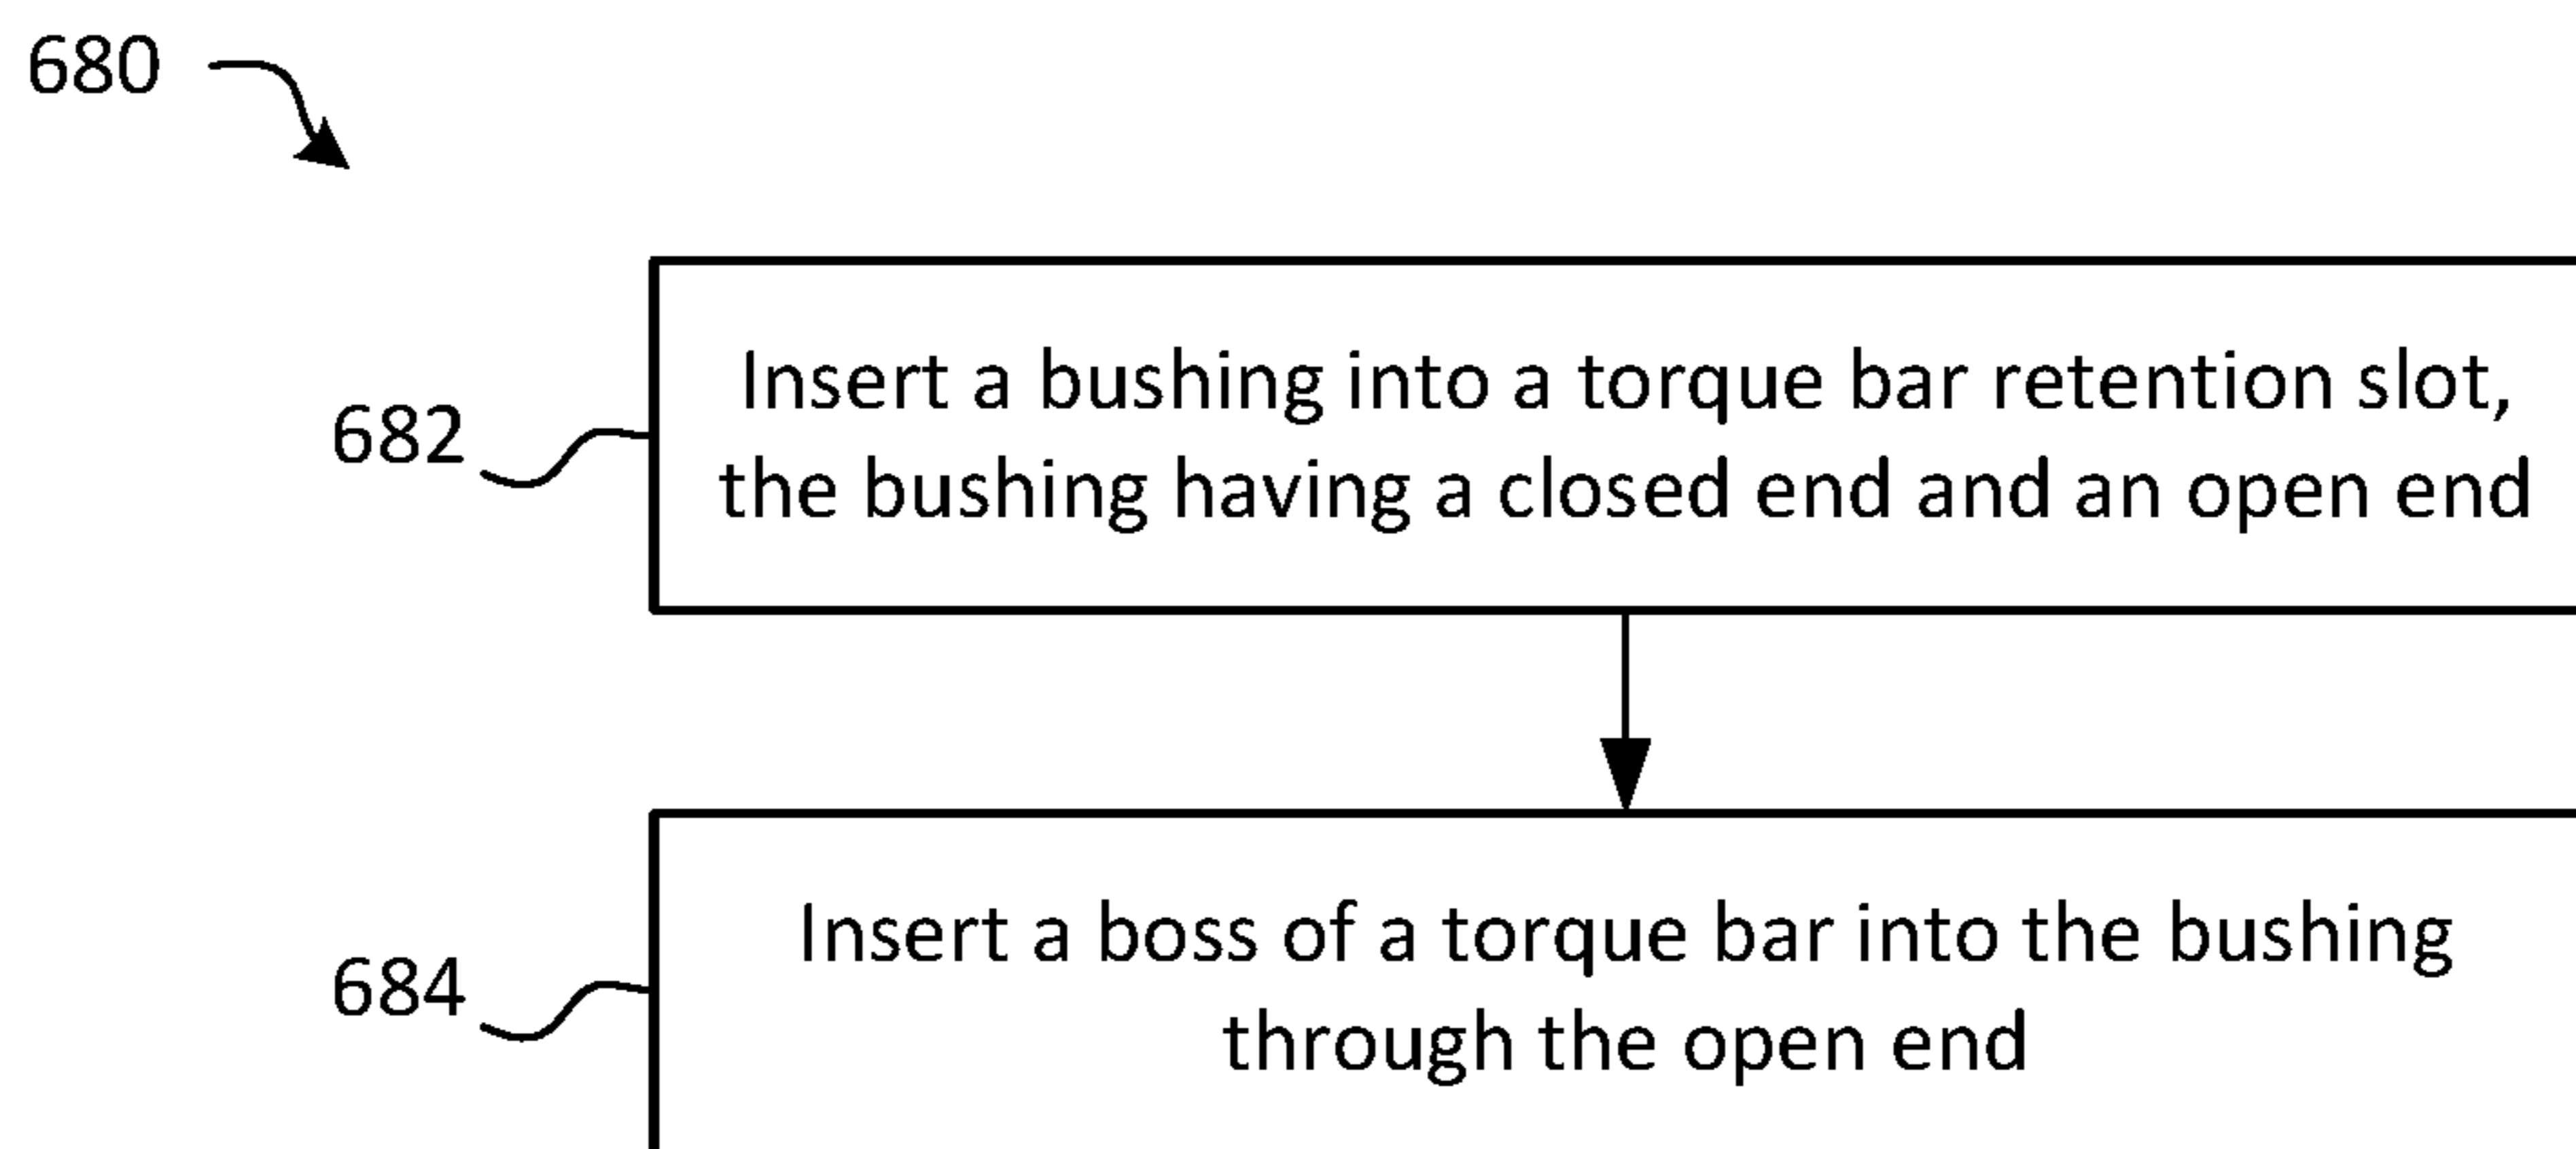 680
682
Insert a bushing into a torque bar retention slot,
the bushing having a closed end and an open end
684
Insert a boss of a torque bar into the bushing
through the open end